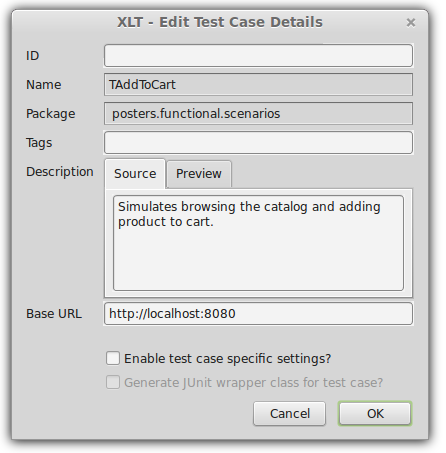 XLT - Edit Test Case Details
ID
Name TAddToCart
Package posters.functional.scenarios
Tags
Description Source Preview
Simulates browsing the catalog and adding
product to cart.
Base URL http://localhost:8080
Enable test case specific settings?
Generate JUnit wrapper class for test case?
Cancel OK